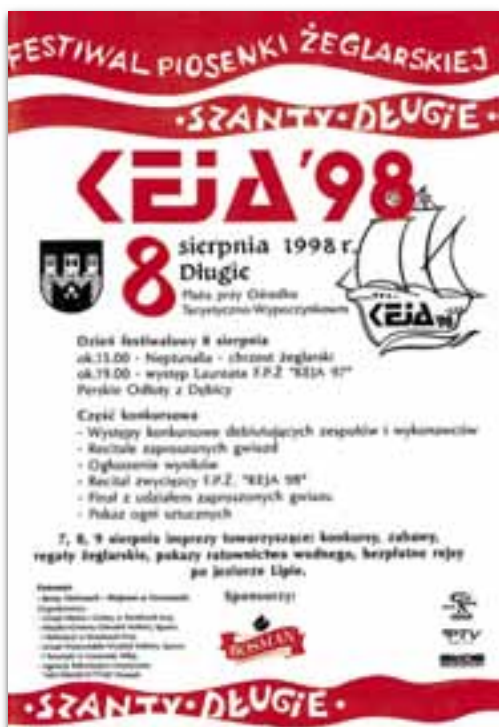 FESTIWAL PIOSENKI ŻEGLARSKIEJ
·SZANTY·DŁUGIE·
KEJA '98
8 sierpnia 1998 r.
Długie
Plaża przy Ośrodku
Turystyczno-Wypoczynkowym
KEJA '98
Dzień festiwalowy 8 sierpnia
ok.15.00 - Neptunalia - chrzest żeglarski
ok.19.00 - występ Laureata F.P.Ż "KEJA 97"
Perskie Odloty z Dębicy
Część konkursowa
- Występy konkursowe debiutujących zespołów i wykonawców
- Recitale zaproszonych gwiazd
- Ogłoszenie wyników
- Recital zwycięzcy F.P.Ż. "KEJA 98"
- Finał z udziałem zaproszonych gwiazd
- Pokaz ogni sztucznych
7, 8, 9 sierpnia imprezy towarzyszące: konkursy, zabawy,
regaty żeglarskie, pokazy ratownictwa wodnego, bezpłatne rejsy
po jeziorze Lipie.
Sponsorzy:
BOSMAN
·SZANTY·DŁUGIE·